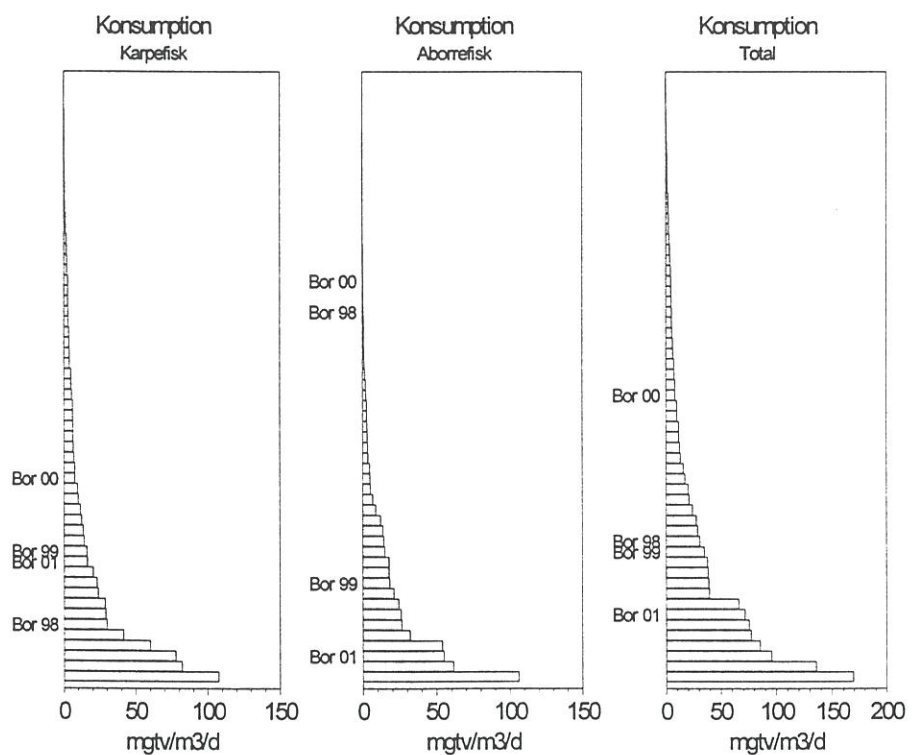 Konsumption
Karpefisk
Bor 00
Bor 99
Bor 01
Bor 98
0 50 100 150
mgtv/m3/d
Konsumption
Aborrefisk
Bor 00
Bor 98
Bor 99
Bor 01
0 50 100 150
mgtv/m3/d
Konsumption
Total
Bor 00
Bor 98
Bor 99
Bor 01
0 50 100 150 200
mgtv/m3/d